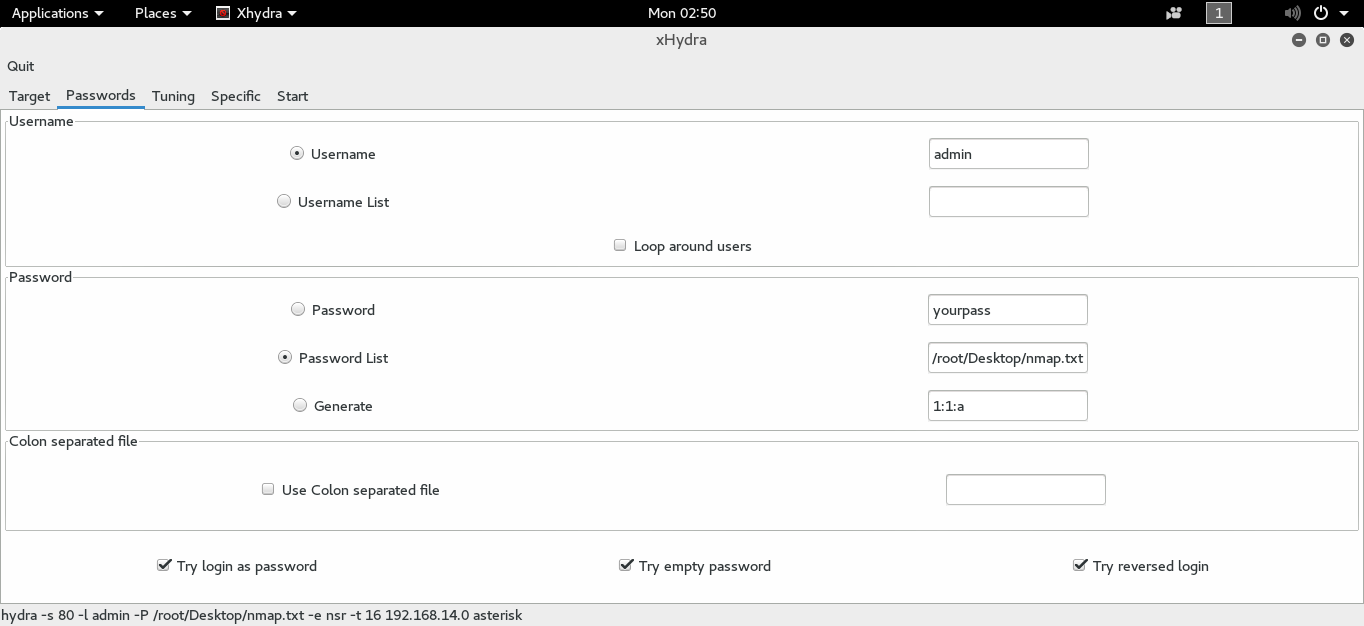 Applications Places Xhydra Mon 02:50 1
xHydra
Quit
Target Passwords Tuning Specific Start
Username
Username admin
Username List
Loop around users
Password
Password yourpass
Password List /root/Desktop/nmap.txt
Generate 1:1:a
Colon separated file
Use Colon separated file
Try login as password Try empty password Try reversed login
hydra -s 80 -l admin -P /root/Desktop/nmap.txt -e nsr -t 16 192.168.14.0 asterisk